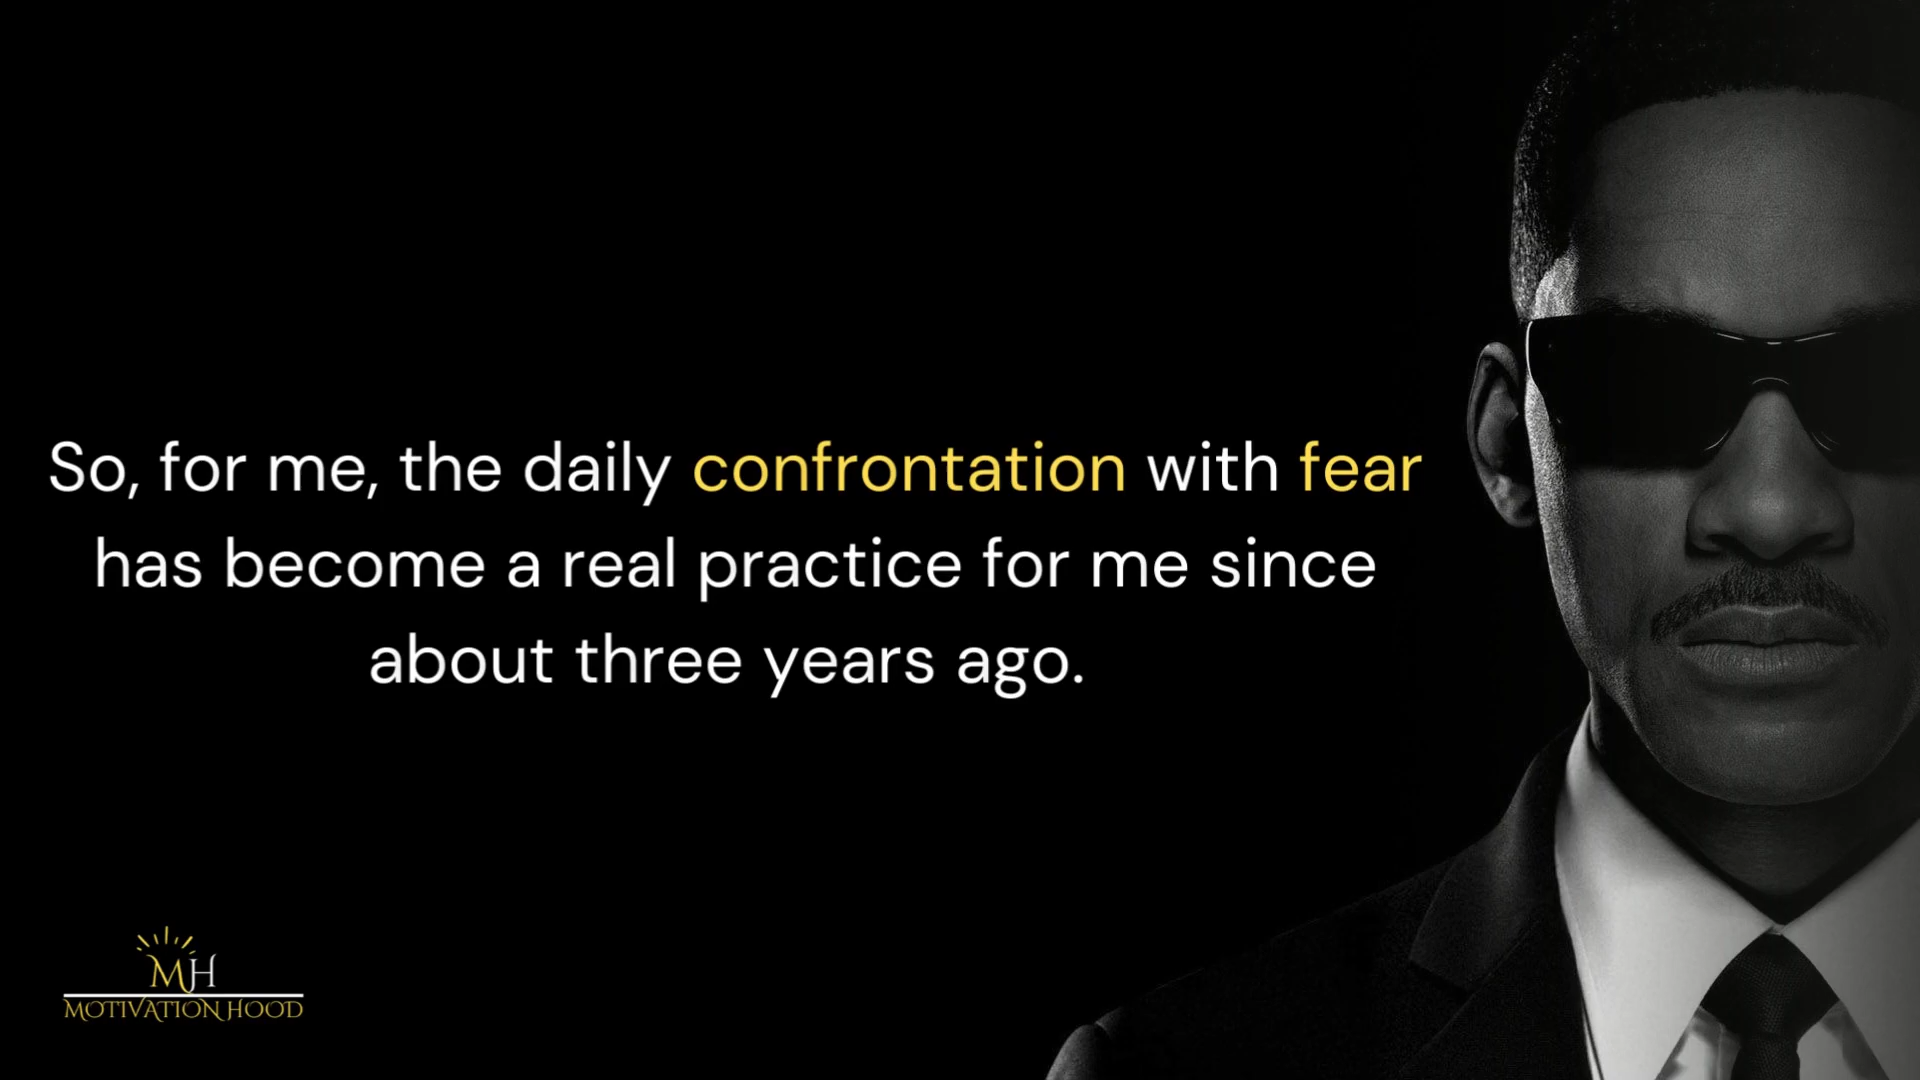 So, for me, the daily confrontation with fear
has become a real practice for me since
about three years ago.
MH
MOTIVATION HOOD